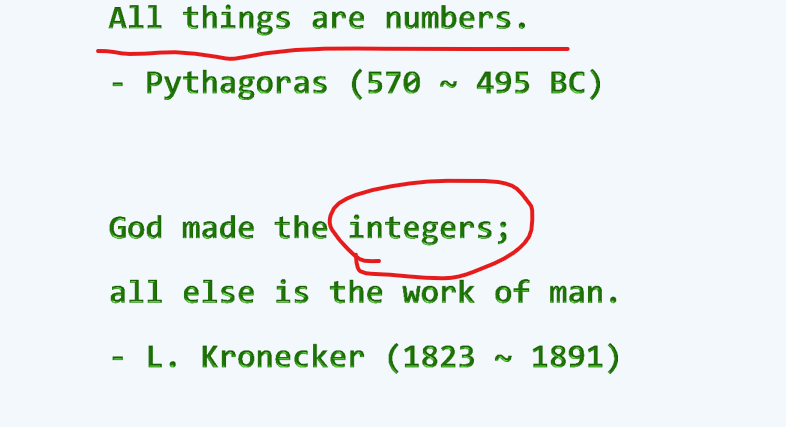 All things are numbers.
- Pythagoras (570 ~ 495 BC)
God made the integers;
all else is the work of man.
- L. Kronecker (1823 ~ 1891)